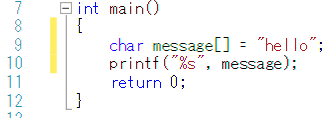 7 int main()
8 {
9 char message[] = "hello";
10 printf("%s", message);
11 return 0;
12 }